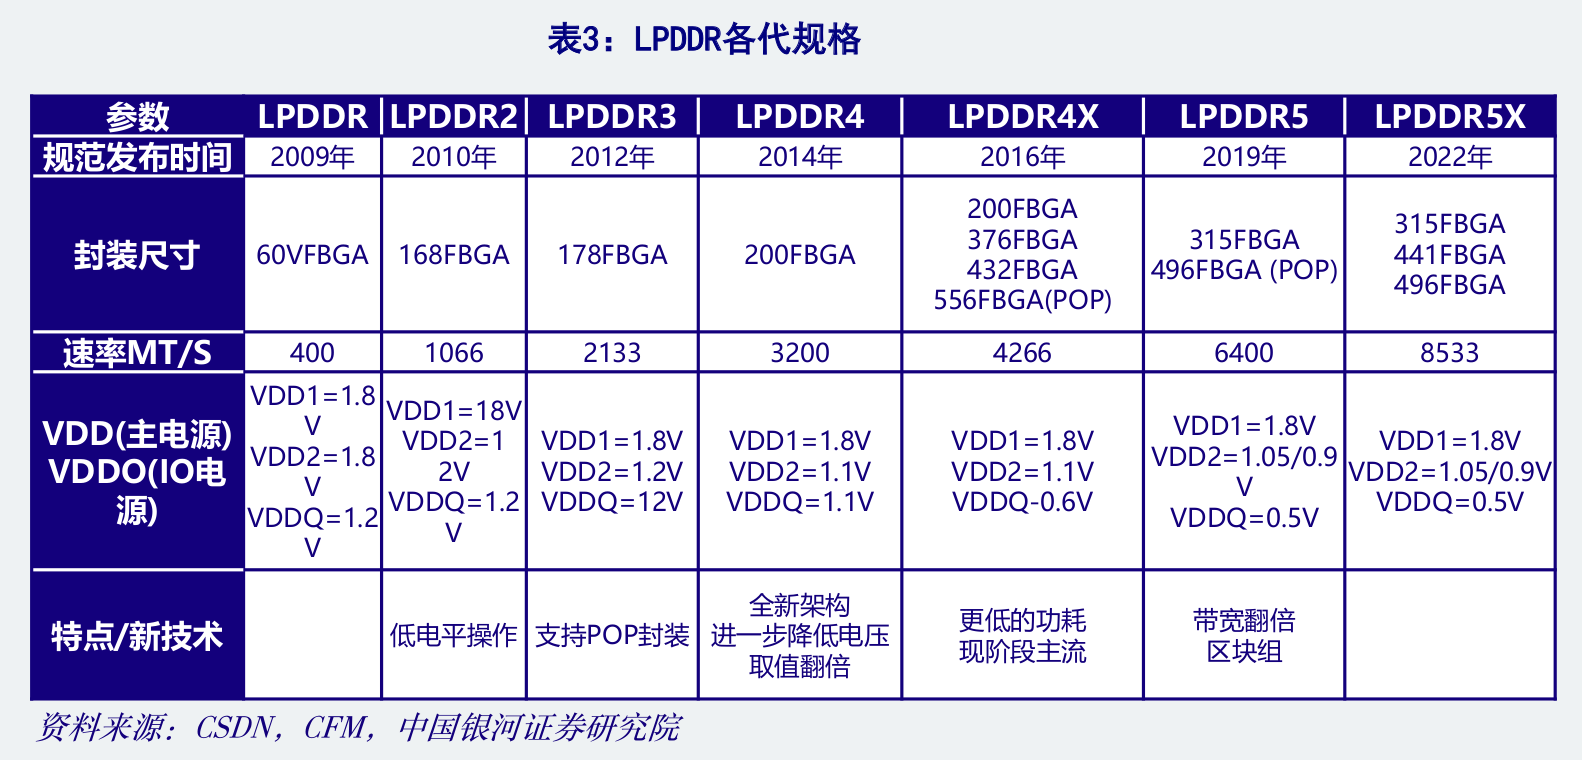 表3：LPDDR各代规格
参数 LPDDR LPDDR2 LPDDR3 LPDDR4 LPDDR4X LPDDR5 LPDDR5X
规范发布时间 2009年 2010年 2012年 2014年 2016年 2019年 2022年
封装尺寸
60VFBGA
168FBGA
178FBGA
200FBGA
200FBGA
376FBGA
432FBGA
556FBGA(POP)
315FBGA
496FBGA (POP)
315FBGA
441FBGA
496FBGA
速率MT/S 400 1066 2133 3200 4266 6400 8533
VDD(主电源)
VDDO(IO电
源)
VDD1=1.8
V
VDD2=1.8
V
VDDQ=1.2
V
VDD1=18V
VDD2=1
2V
VDDQ=1.2
V
VDD1=1.8V
VDD2=1.2V
VDDQ=12V
VDD1=1.8V
VDD2=1.1V
VDDQ=1.1V
VDD1=1.8V
VDD2=1.1V
VDDQ-0.6V
VDD1=1.8V
VDD2=1.05/0.9
V
VDDQ=0.5V
VDD1=1.8V
VDD2=1.05/0.9V
VDDQ=0.5V
特点/新技术
低电平操作
支持POP封装
全新架构
进一步降低电压
取值翻倍
更低的功耗
现阶段主流
带宽翻倍
区块组
资料来源：CSDN，CFM，中国银河证券研究院